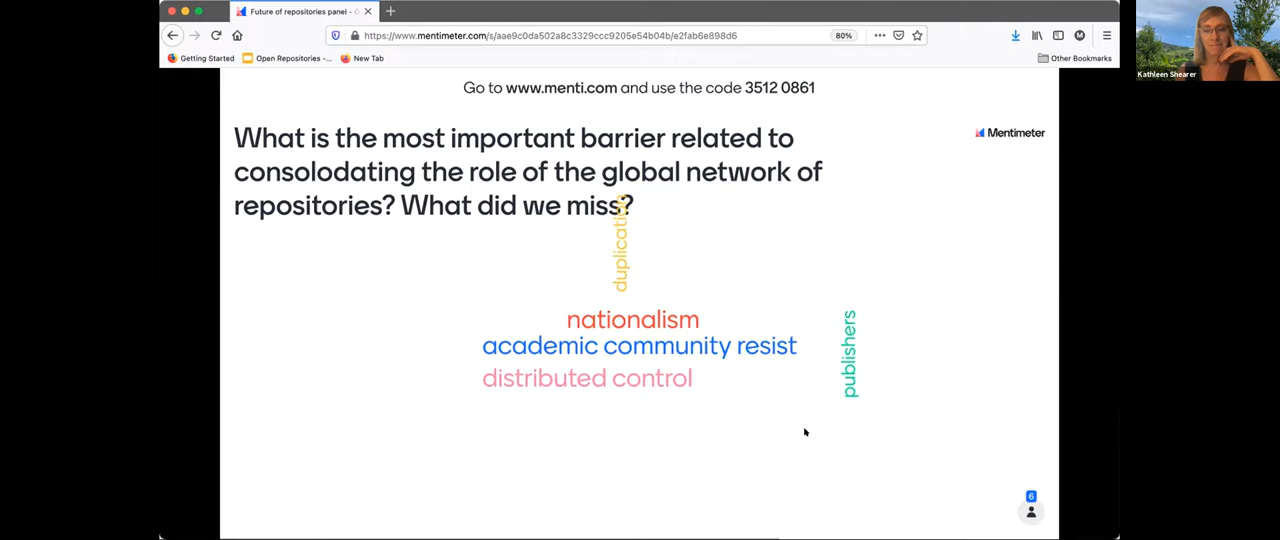 Future of repositories panel - O
https://www.mentimeter.com/s/aae9c0da502a8c3329ccc9205e54b04b/e2fab6e898d6
80%
Getting Started
Open Repositories -...
New Tab
Other Bookmarks
Kathleen Shearer
Go to www.menti.com and use the code 3512 0861
Mentimeter
What is the most important barrier related to
consolodating the role of the global network of
repositories? What did we miss?
duplication
nationalism
academic community resist
distributed control
publishers
6